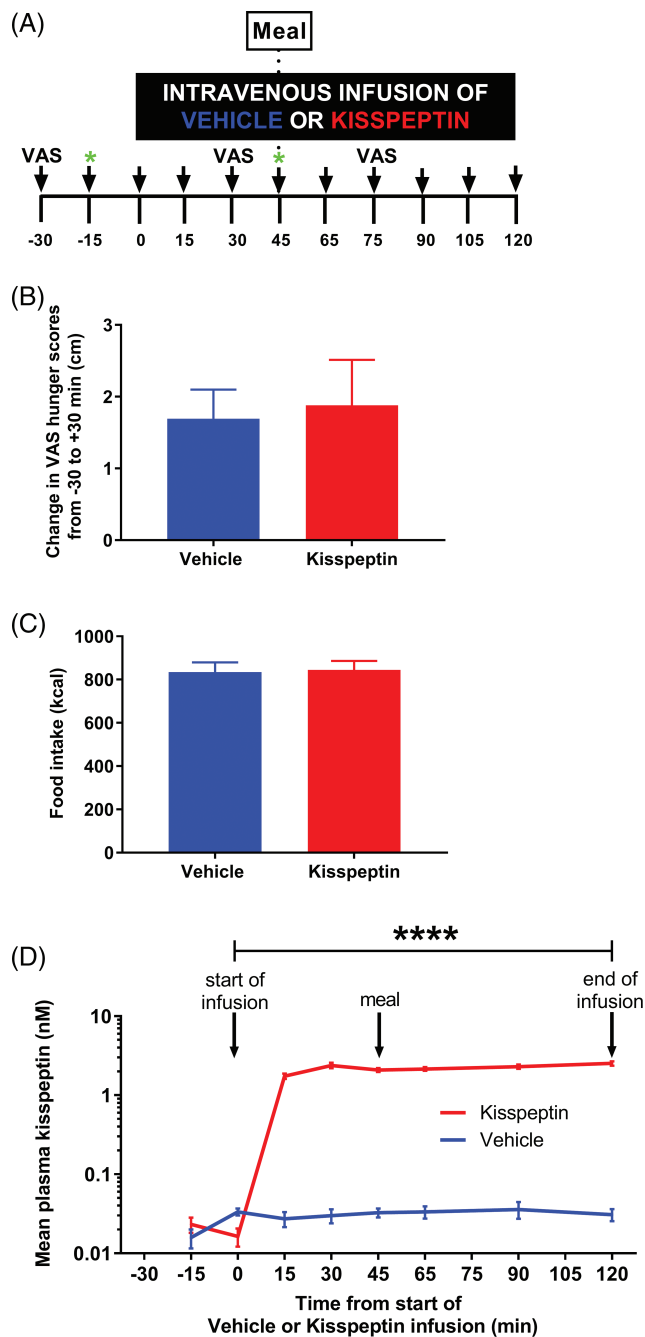 (A)
Meal
INTRAVENOUS INFUSION OF
VEHICLE OR KISSPEPTIN
VAS * VAS * VAS
-30 -15 0 15 30 45 65 75 90 105 120
(B)
Change in VAS hunger scores
from -30 to +30 min (cm)
3
2
1
0
Vehicle Kisspeptin
(C)
Food intake (kcal)
1000
800
600
400
200
0
Vehicle Kisspeptin
(D)
****
start of
infusion
meal
end of
infusion
Mean plasma kisspeptin (nM)
10
1
0.1
0.01
Kisspeptin
Vehicle
-30 -15 0 15 30 45 65 75 90 105 120
Time from start of
Vehicle or Kisspeptin infusion (min)